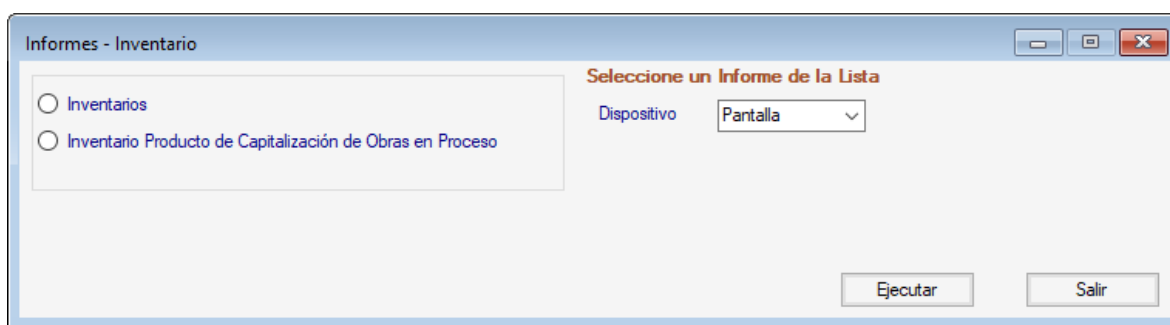 Informes - Inventario
Inventarios
Inventario Producto de Capitalización de Obras en Proceso
Seleccione un Informe de la Lista
Dispositivo Pantalla
Ejecutar Salir